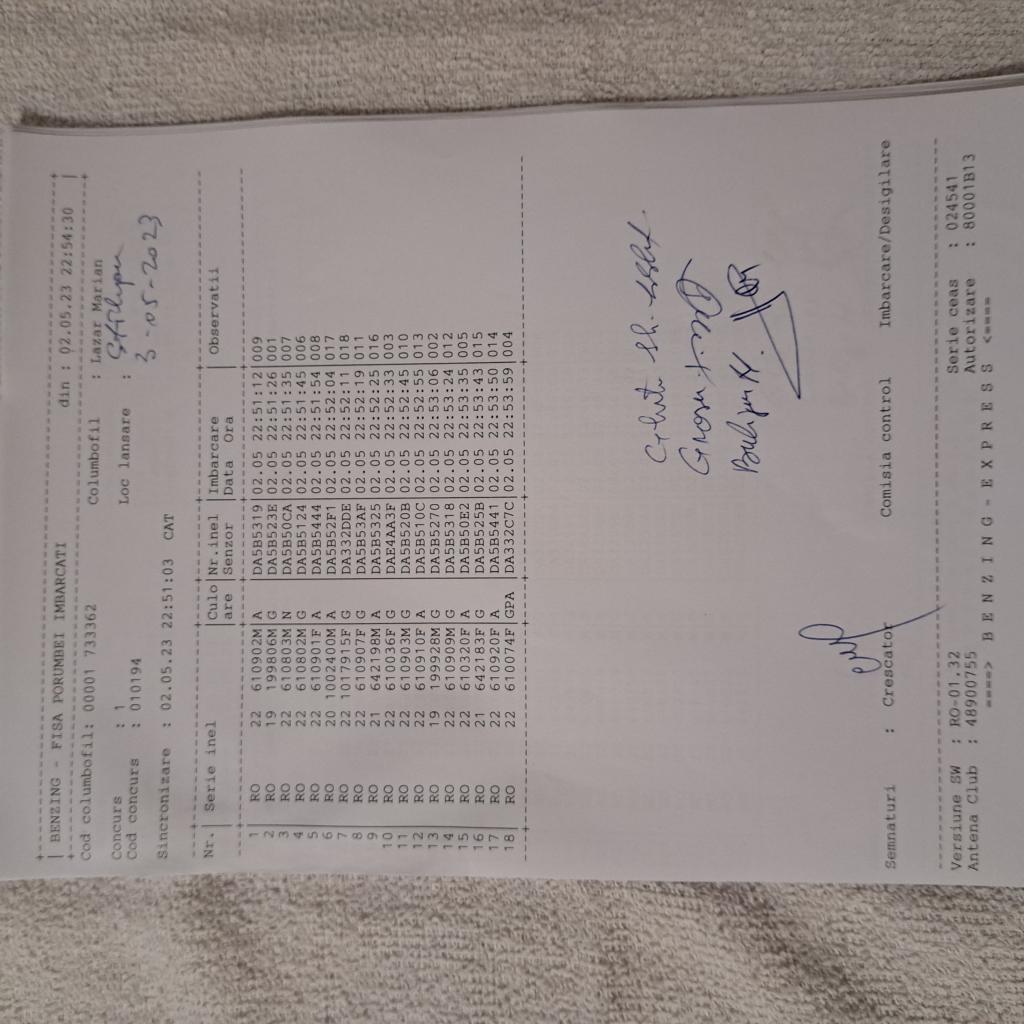 BENZING - FISA PORUMBEI IMBARCATI din : 02.05.23 22:54:30
Cod columbofil: 00001 733362 Columbofil : Lazar Marian
Concurs : 1 Loc lansare :
Cod concurs : 010194 3-05-2023
Sincronizare : 02.05.23 22:51:03 CAT
Nr.| Serie inel |Culo|Nr.inel|Imbarcare Observatii
are |Senzor |Data Ora
1 RO 22 610902M A DA5B5319 02.05 22:51:12 009
2 RO 19 199806M G DA5B523E 02.05 22:51:26 001
3 RO 22 610803M N DA5B50CA 02.05 22:51:35 007
4 RO 22 610802M G DA5B5124 02.05 22:51:45 006
5 RO 22 610901F A DA5B5444 02.05 22:51:54 008
6 RO 20 1002400M A DA5B52F1 02.05 22:52:04 017
7 RO 22 1017915F G DA332DDE 02.05 22:52:11 018
8 RO 22 610907F G DA5B53AF 02.05 22:52:19 011
9 RO 21 642198M A DA5B5325 02.05 22:52:25 016
10 RO 22 610036F G DAE4AA3F 02.05 22:52:33 003
11 RO 22 610903M G DA5B520B 02.05 22:52:45 010
12 RO 22 610910F A DA5B510C 02.05 22:52:55 013
13 RO 19 199928M G DA5B5270 02.05 22:53:06 002
14 RO 22 610909M G DA5B5318 02.05 22:53:24 012
15 RO 22 610320F A DA5B50E2 02.05 22:53:35 005
16 RO 21 642183F G DA5B525B 02.05 22:53:43 015
17 RO 22 610920F A DA5B5441 02.05 22:53:50 014
18 RO 22 610074F GPA DA332C7C 02.05 22:53:59 004
Semnaturi : Crescator Comisia control Imbarcare/Desigilare
Versiune SW : RO-01.32 Serie ceas : 024541
Antena Club : 48900755 Autorizare : 80001B13
====> B E N Z I N G - E X P R E S S <====